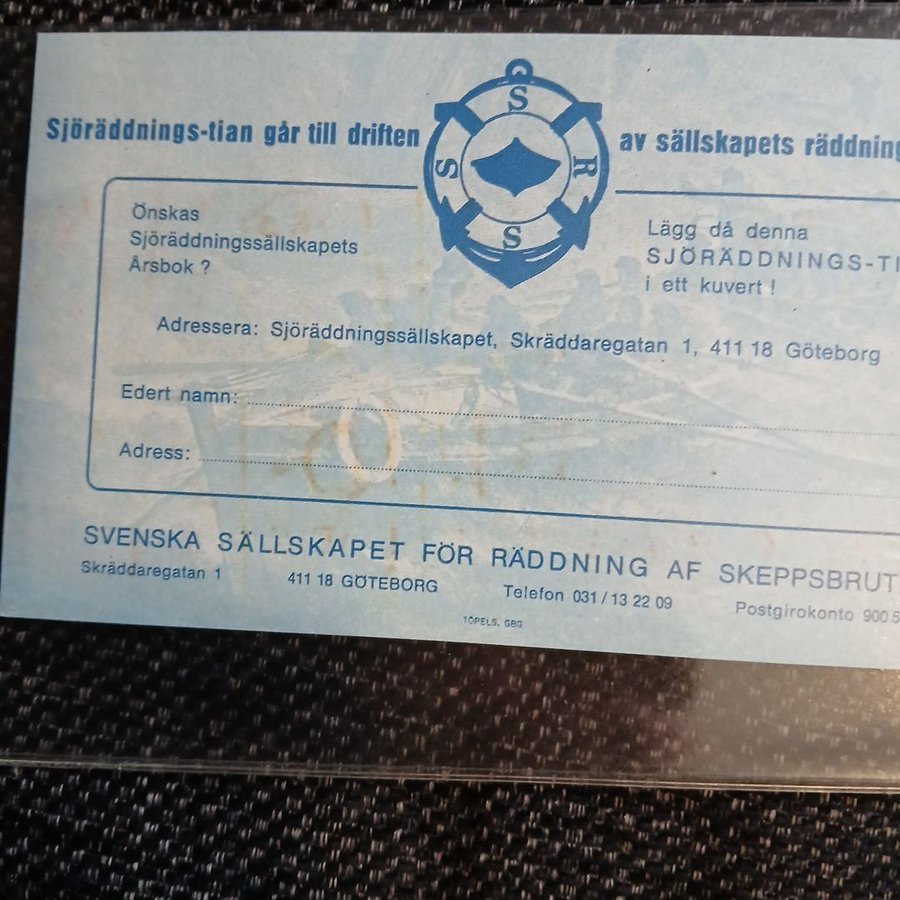 Sjöräddnings-tian går till driften av sällskapets räddning
S
S R
S
Önskas
Sjöräddningssällskapets
Årsbok ?
Lägg då denna
SJÖRÄDDNINGS-TI
i ett kuvert !
Adressera: Sjöräddningssällskapet, Skräddaregatan 1, 411 18 Göteborg
Edert namn:
Adress:
SVENSKA SÄLLSKAPET FÖR RÄDDNING AF SKEPPSBRUT
Skräddaregatan 1 411 18 GÖTEBORG Telefon 031/13 22 09 Postgirokonto 900 5
TÖPELS, GBG